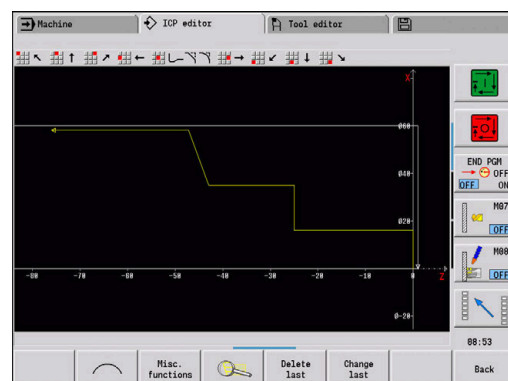 Machine
ICP editor
Tool editor
X
Ø60
Ø40
Ø20
-80 -70 -60 -50 -40 -30 -20 -10 0 Z
Ø-20
END PGM
OFF
OFF ON
M07
OFF
M08
OFF
08:53
Misc. functions
Delete last
Change last
Back